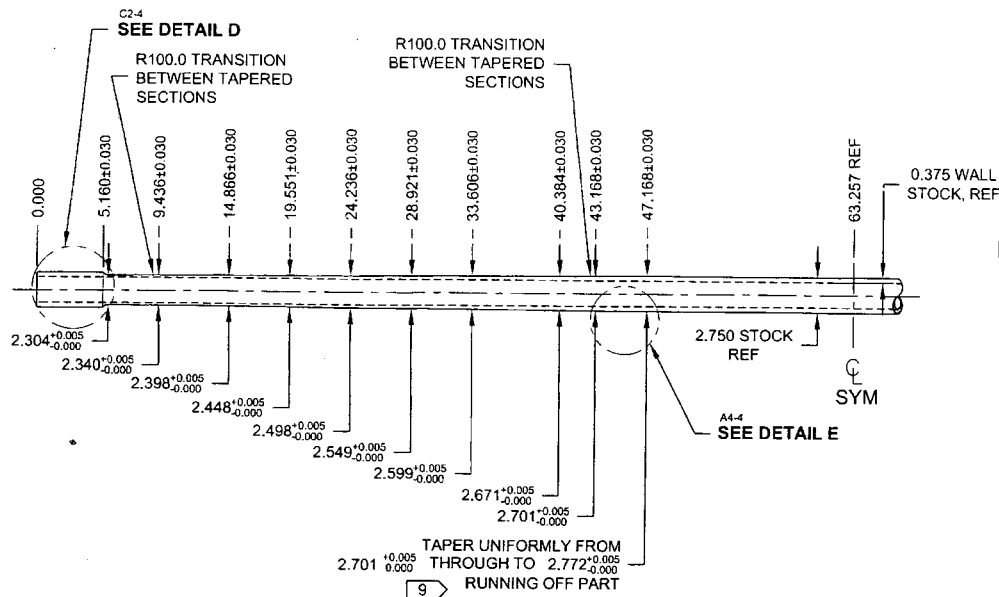 C2-4
SEE DETAIL D
R100.0 TRANSITION
BETWEEN TAPERED
SECTIONS
R100.0 TRANSITION
BETWEEN TAPERED
SECTIONS
0.000
5.160±0.030
9.436±0.030
14.866±0.030
19.551±0.030
24.236±0.030
28.921±0.030
33.606±0.030
40.384±0.030
43.168±0.030
47.168±0.030
63.257 REF
0.375 WALL
STOCK, REF
2.304 +0.005 -0.000
2.340 +0.005 -0.000
2.398 +0.005 -0.000
2.448 +0.005 -0.000
2.498 +0.005 -0.000
2.549 +0.005 -0.000
2.599 +0.005 -0.000
2.671 +0.005 -0.000
2.701 +0.005 -0.000
2.750 STOCK
REF
CL
SYM
A4-4
SEE DETAIL E
TAPER UNIFORMLY FROM
2.701 +0.005 0.000 THROUGH TO 2.772 +0.005 -0.000
RUNNING OFF PART
9